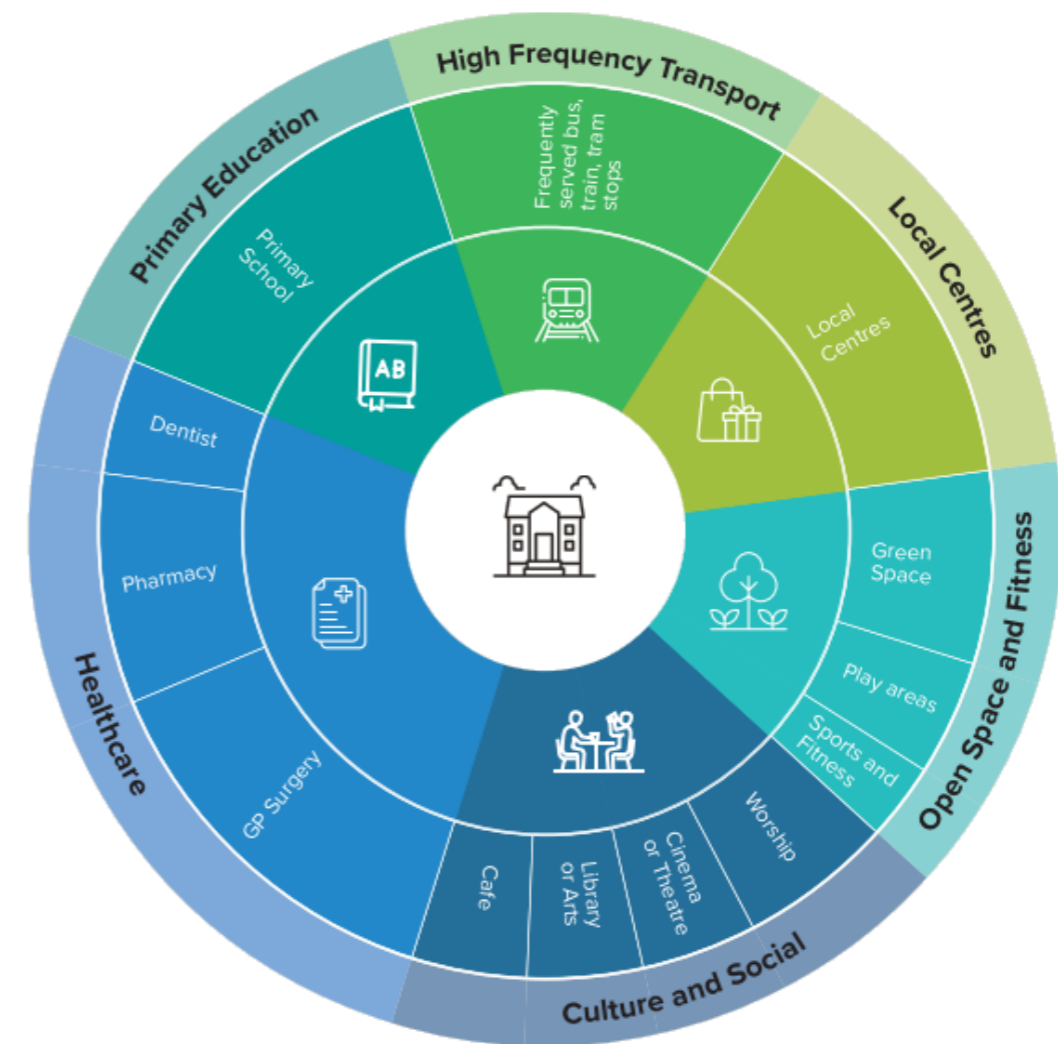 High Frequency Transport
Frequently
served bus,
train, tram
stops
Local Centres
Local
Centres
Open Space and Fitness
Green
Space
Play areas
Sports and
Fitness
Culture and Social
Worship
Cinema
or Theatre
Library
or Arts
Cafe
Healthcare
GP Surgery
Pharmacy
Dentist
Primary Education
Primary
School
AB